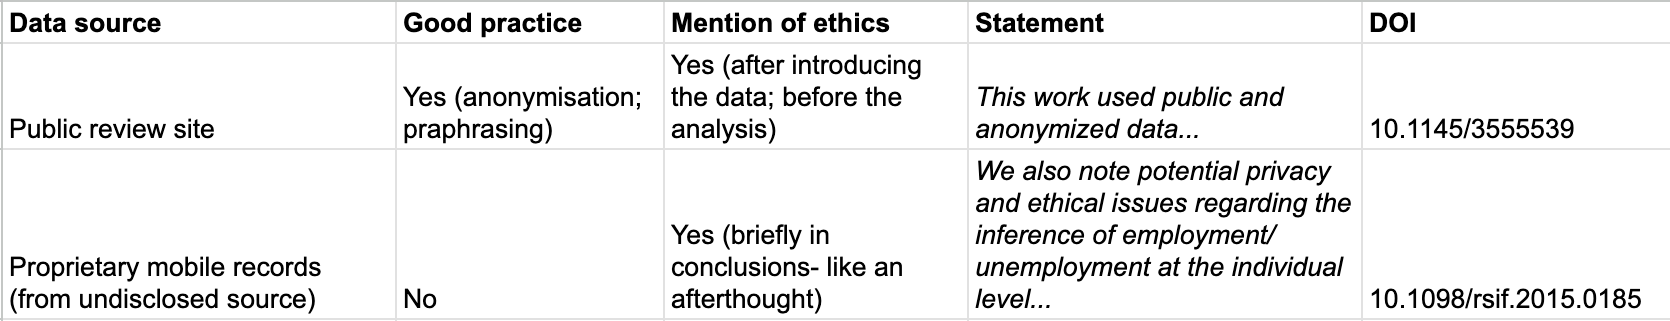 Data source
Good practice
Mention of ethics
Statement
DOI
Public review site
Yes (anonymisation;
praphrasing)
Yes (after introducing
the data; before the
analysis)
This work used public and
anonymized data...
10.1145/3555539
Proprietary mobile records
(from undisclosed source)
No
Yes (briefly in
conclusions- like an
afterthought)
We also note potential privacy
and ethical issues regarding the
inference of employment/
unemployment at the individual
level...
10.1098/rsif.2015.0185